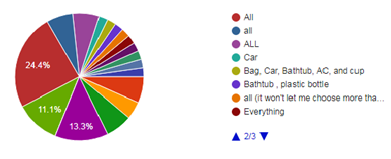 All
all
24.4%
ALL
Car
11.1%
Bag, Car, Bathtub, AC, and cup
13.3%
Bathtub , plastic bottle
all (it won't let me choose more tha…
Everything
▲ 2/3 ▼